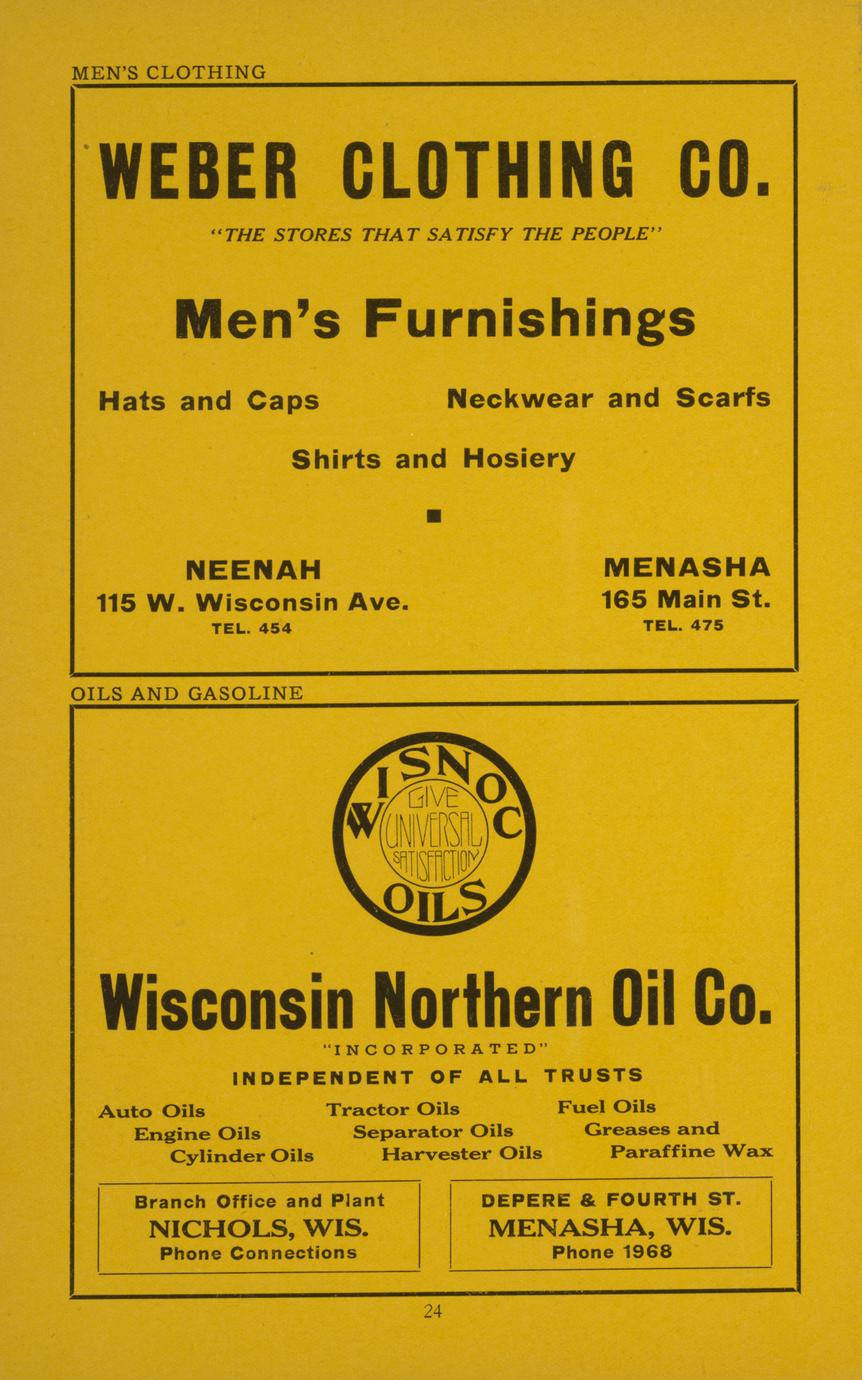 MEN'S CLOTHING
WEBER CLOTHING CO.
"THE STORES THAT SATISFY THE PEOPLE"
Men's Furnishings
Hats and Caps Neckwear and Scarfs
Shirts and Hosiery
NEENAH MENASHA
115 W. Wisconsin Ave. 165 Main St.
TEL. 454 TEL. 475
OILS AND GASOLINE
WISNOC
GIVE
UNIVERSAL
SATISFACTION
OILS
Wisconsin Northern Oil Co.
"INCORPORATED"
INDEPENDENT OF ALL TRUSTS
Auto Oils Tractor Oils Fuel Oils
Engine Oils Separator Oils Greases and
Cylinder Oils Harvester Oils Paraffine Wax
Branch Office and Plant DEPERE & FOURTH ST.
NICHOLS, WIS. MENASHA, WIS.
Phone Connections Phone 1968
24